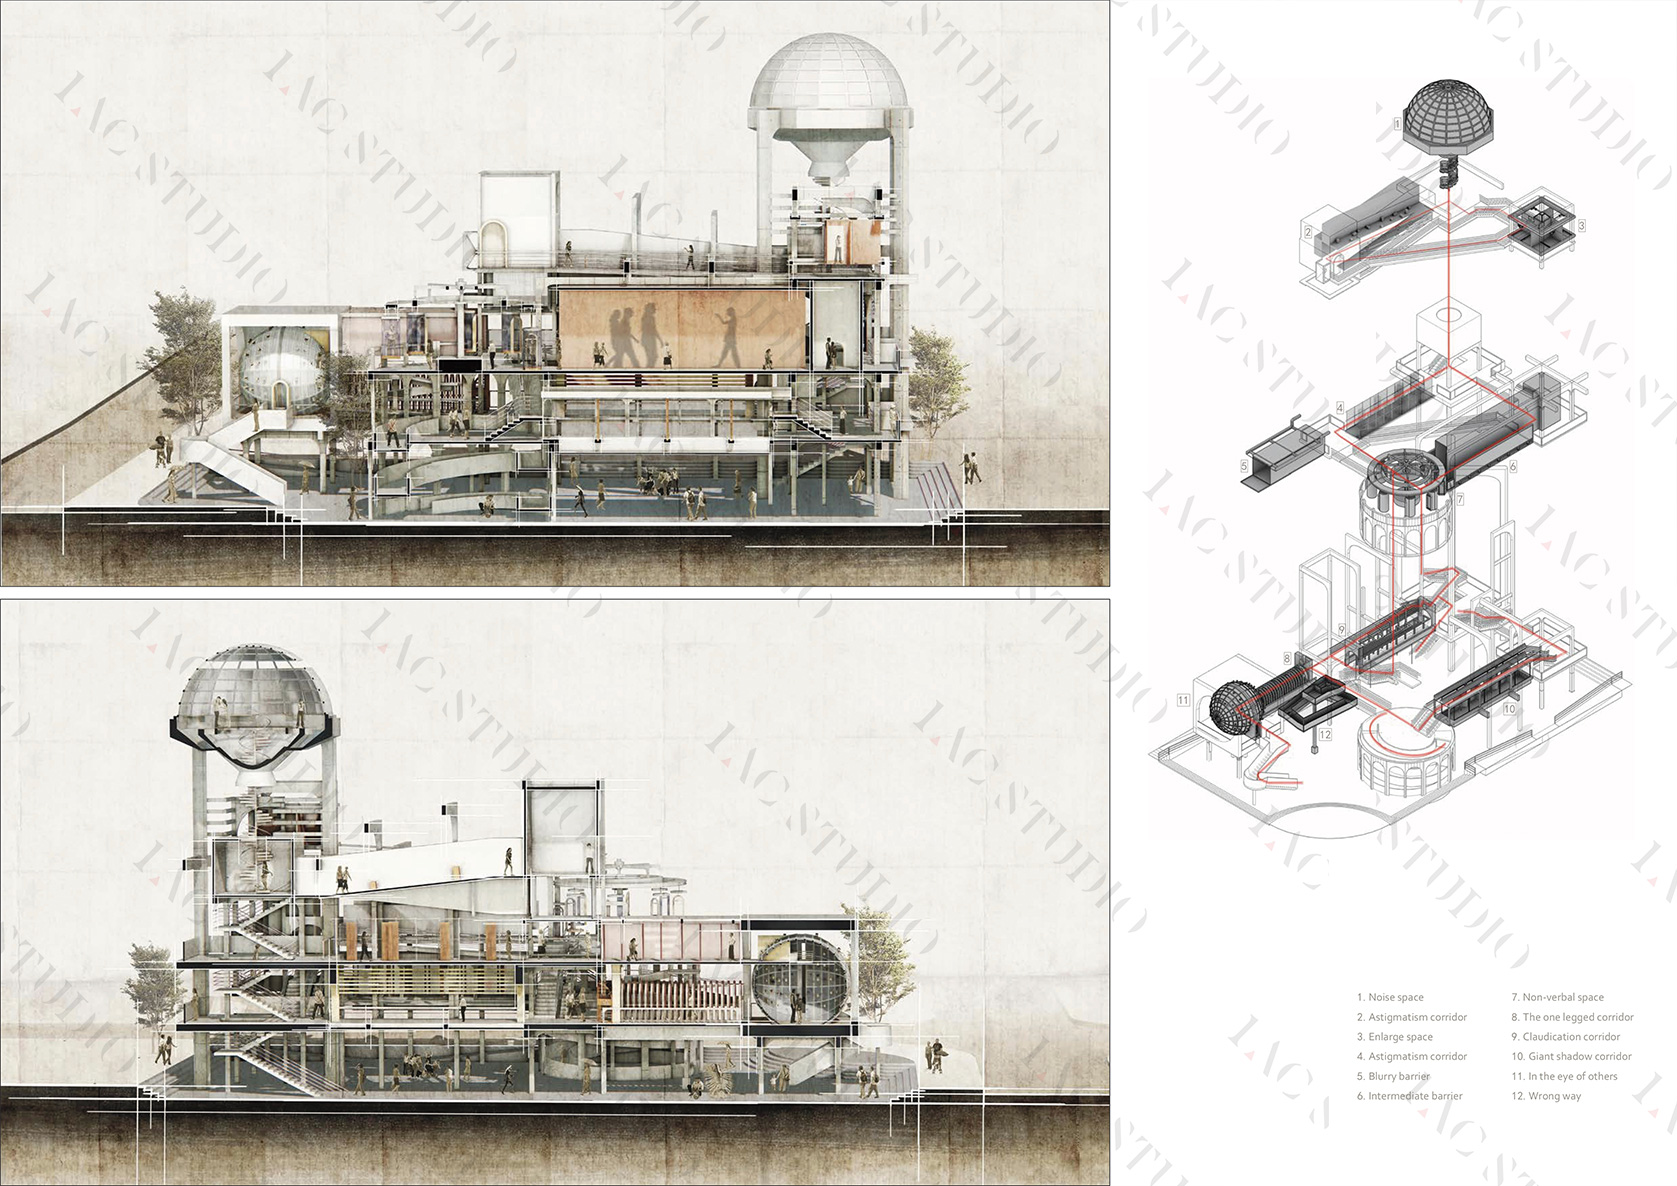 1
2
3
4
5
6
7
8
9
10
11
12
1. Noise space
2. Astigmatism corridor
3. Enlarge space
4. Astigmatism corridor
5. Blurry barrier
6. Intermediate barrier
7. Non-verbal space
8. The one legged corridor
9. Claudication corridor
10. Giant shadow corridor
11. In the eye of others
12. Wrong way
1AC STUDIO